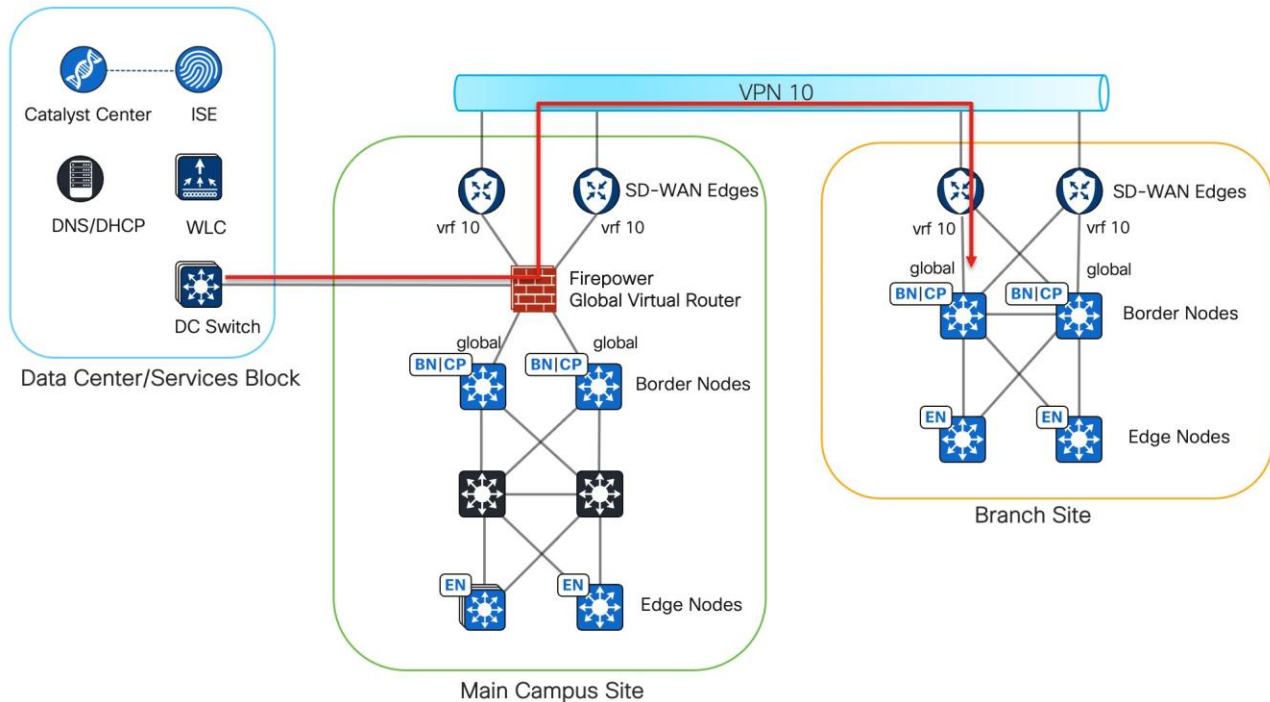 Catalyst Center
ISE
DNS/DHCP
WLC
DC Switch
Data Center/Services Block
VPN 10
SD-WAN Edges
vrf 10
vrf 10
Firepower
Global Virtual Router
global
global
BN|CP
BN|CP
Border Nodes
EN
EN
Edge Nodes
Main Campus Site
SD-WAN Edges
vrf 10
vrf 10
global
global
BN|CP
BN|CP
Border Nodes
EN
EN
Edge Nodes
Branch Site